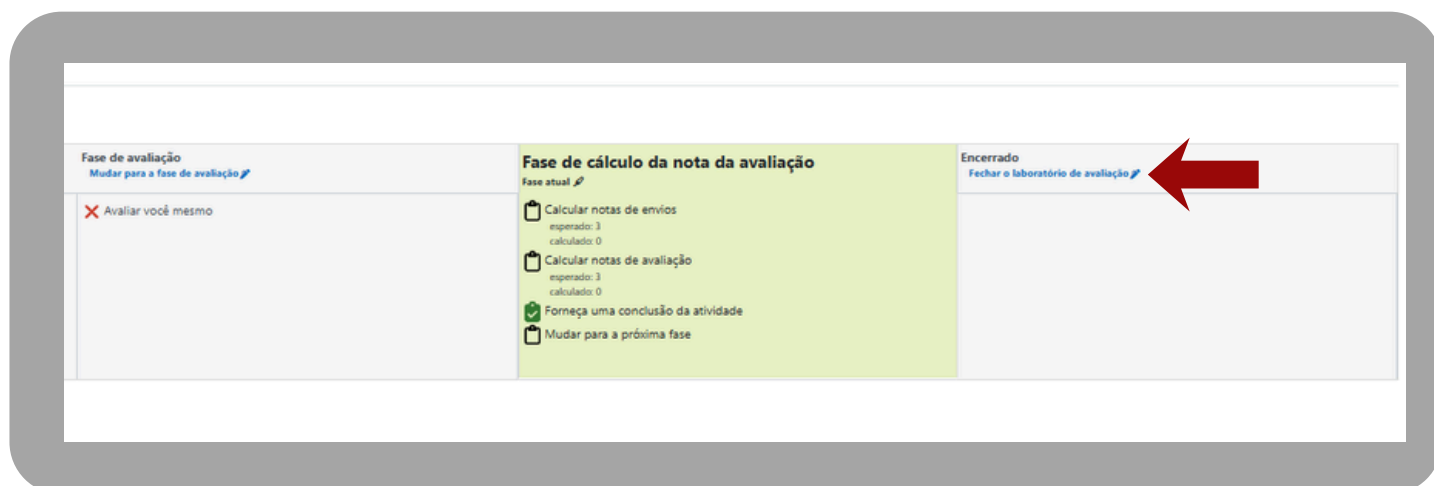 Fase de avaliação
Mudar para a fase de avaliação
Avaliar você mesmo
Fase de cálculo da nota da avaliação
Fase atual
Calcular notas de envios
esperado: 3
calculado: 0
Calcular notas de avaliação
esperado: 3
calculado: 0
Forneça uma conclusão da atividade
Mudar para a próxima fase
Encerrado
Fechar o laboratório de avaliação